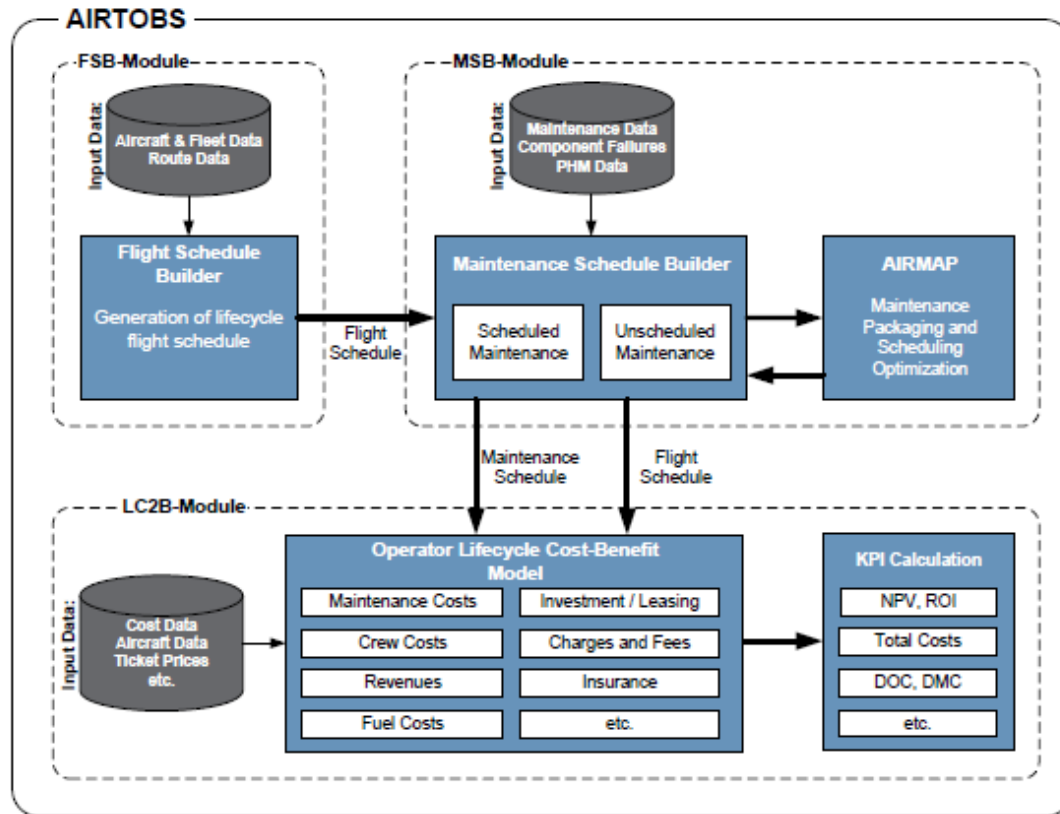 AIRTOBS
FSB-Module
Input Data:
Aircraft & Fleet Data
Route Data
Flight Schedule
Builder
Generation of lifecycle
flight schedule
Flight
Schedule
MSB-Module
Input Data:
Maintenance Data
Component Failures
PHM Data
Maintenance Schedule Builder
Scheduled
Maintenance
Unscheduled
Maintenance
AIRMAP
Maintenance
Packaging and
Scheduling
Optimization
Maintenance
Schedule
Flight
Schedule
LC2B-Module
Input Data:
Cost Data
Aircraft Data
Ticket Prices
etc.
Operator Lifecycle Cost-Benefit
Model
Maintenance Costs
Investment / Leasing
Crew Costs
Charges and Fees
Revenues
Insurance
Fuel Costs
etc.
KPI Calculation
NPV, ROI
Total Costs
DOC, DMC
etc.